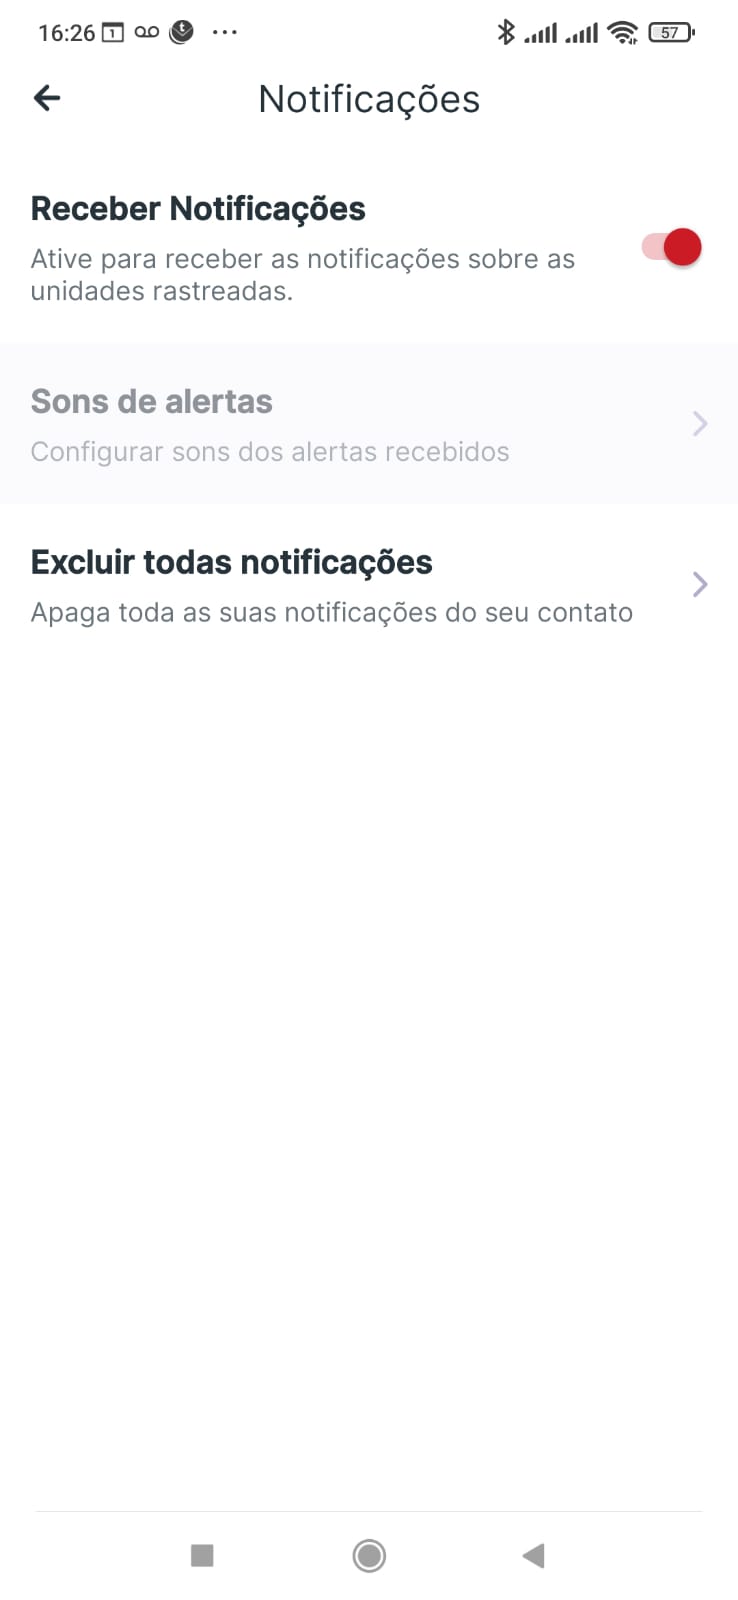 16:26 1 57
Notificações
Receber Notificações
Ative para receber as notificações sobre as
unidades rastreadas.
Sons de alertas
Configurar sons dos alertas recebidos
Excluir todas notificações
Apaga toda as suas notificações do seu contato